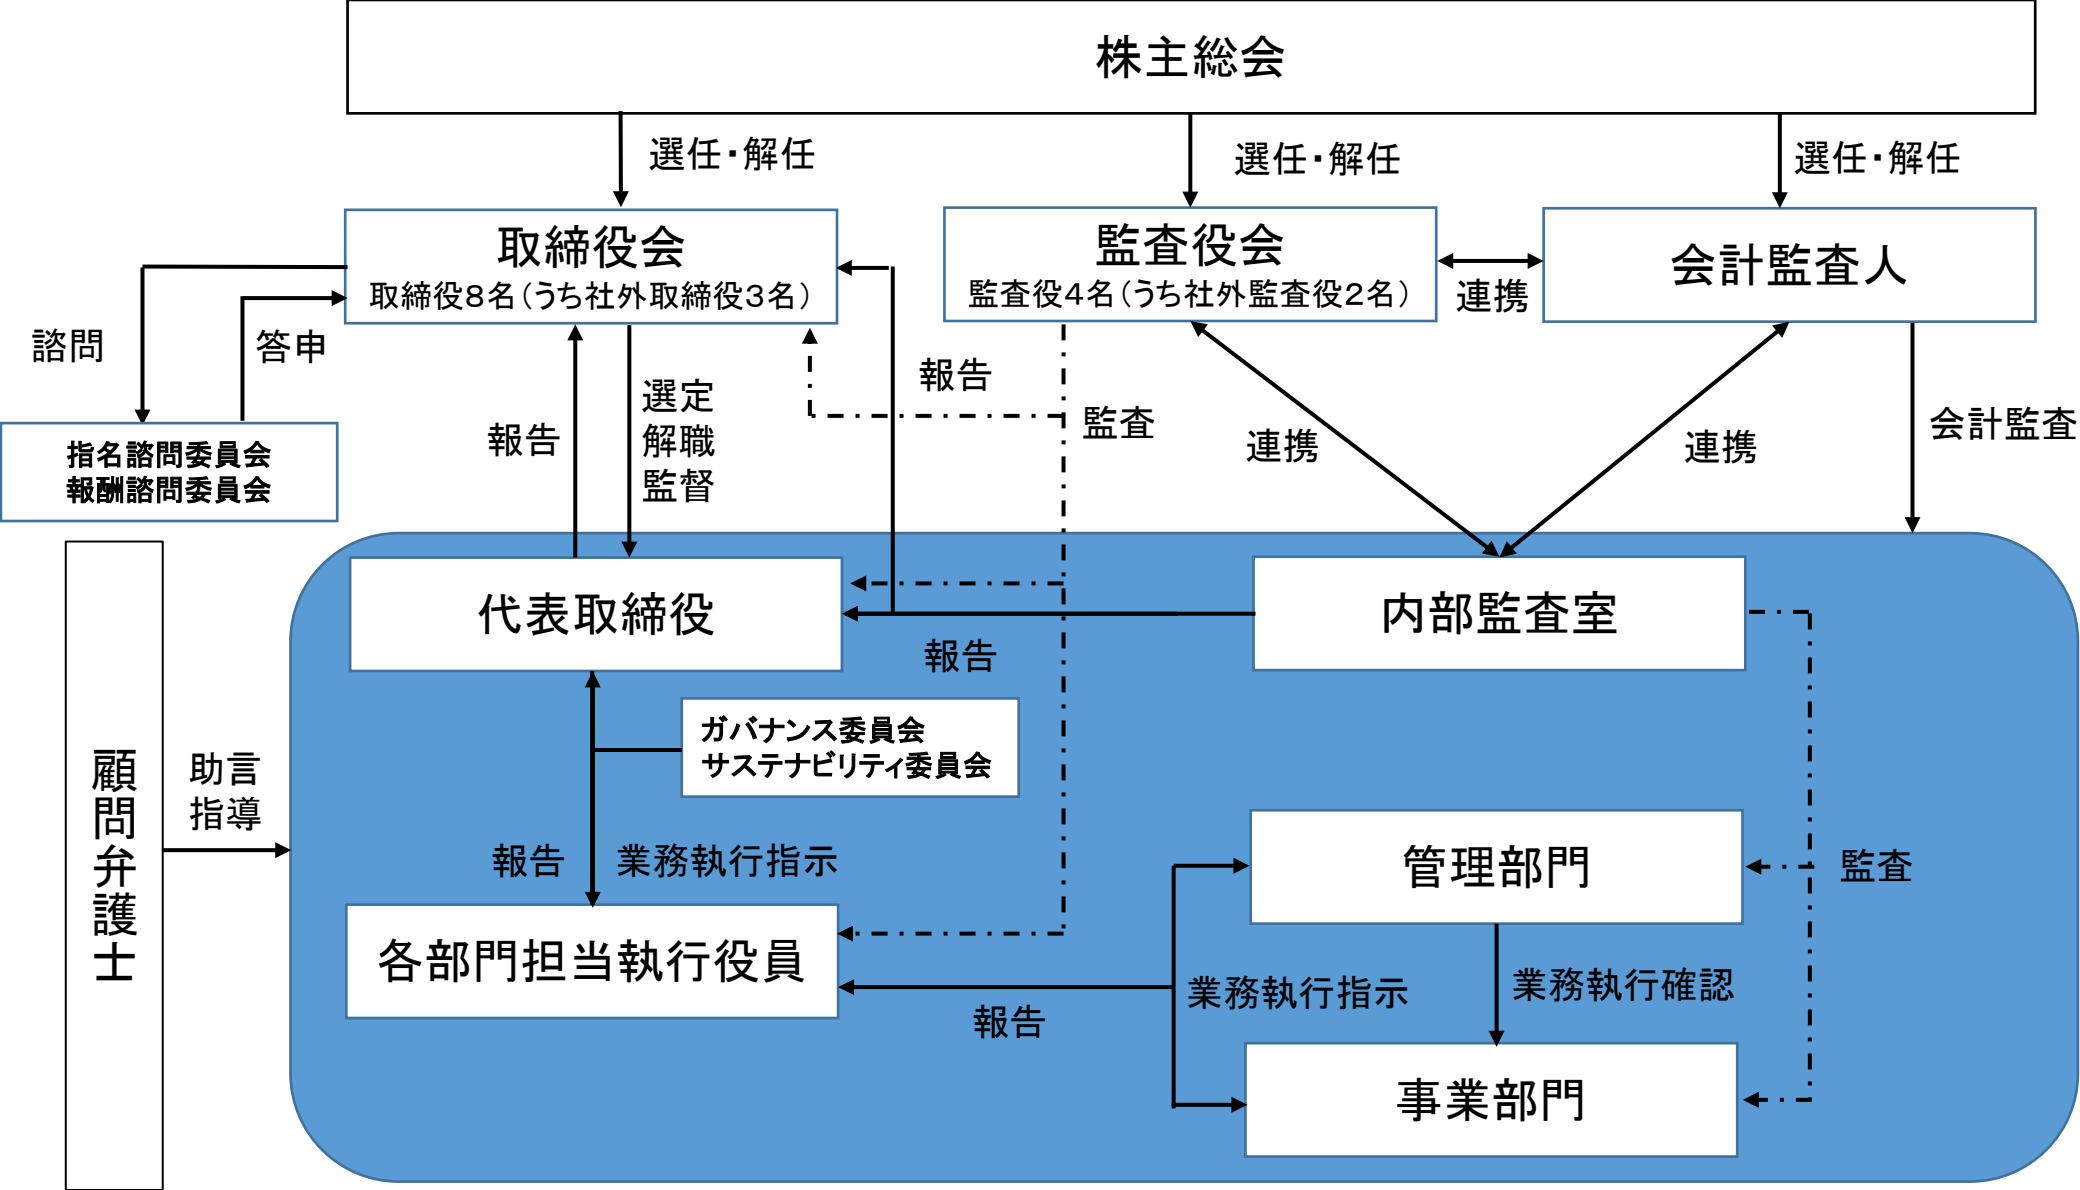 株主総会
選任・解任
選任・解任
選任・解任
取締役会
取締役8名(うち社外取締役3名)
監査役会
監査役4名(うち社外監査役2名)
連携
会計監査人
諮問
答申
指名諮問委員会
報酬諮問委員会
報告
選定
解職
監督
報告
監査
連携
連携
会計監査
代表取締役
報告
内部監査室
ガバナンス委員会
サステナビリティ委員会
顧問弁護士
助言
指導
報告
業務執行指示
管理部門
監査
各部門担当執行役員
報告
業務執行指示
業務執行確認
事業部門